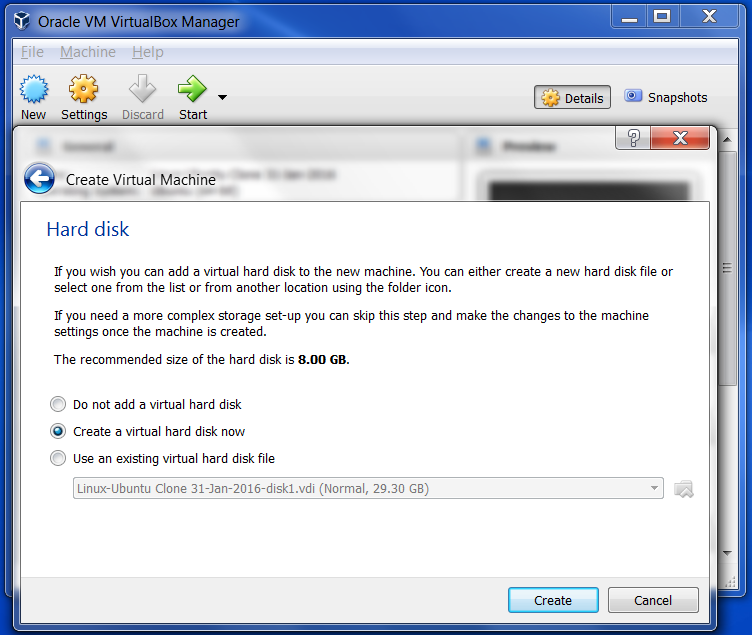 Oracle VM VirtualBox Manager
File Machine Help
New Settings Discard Start Details Snapshots
Create Virtual Machine
Hard disk
If you wish you can add a virtual hard disk to the new machine. You can either create a new hard disk file or
select one from the list or from another location using the folder icon.
If you need a more complex storage set-up you can skip this step and make the changes to the machine
settings once the machine is created.
The recommended size of the hard disk is 8.00 GB.
Do not add a virtual hard disk
Create a virtual hard disk now
Use an existing virtual hard disk file
Linux-Ubuntu Clone 31-Jan-2016-disk1.vdi (Normal, 29.30 GB)
Create Cancel